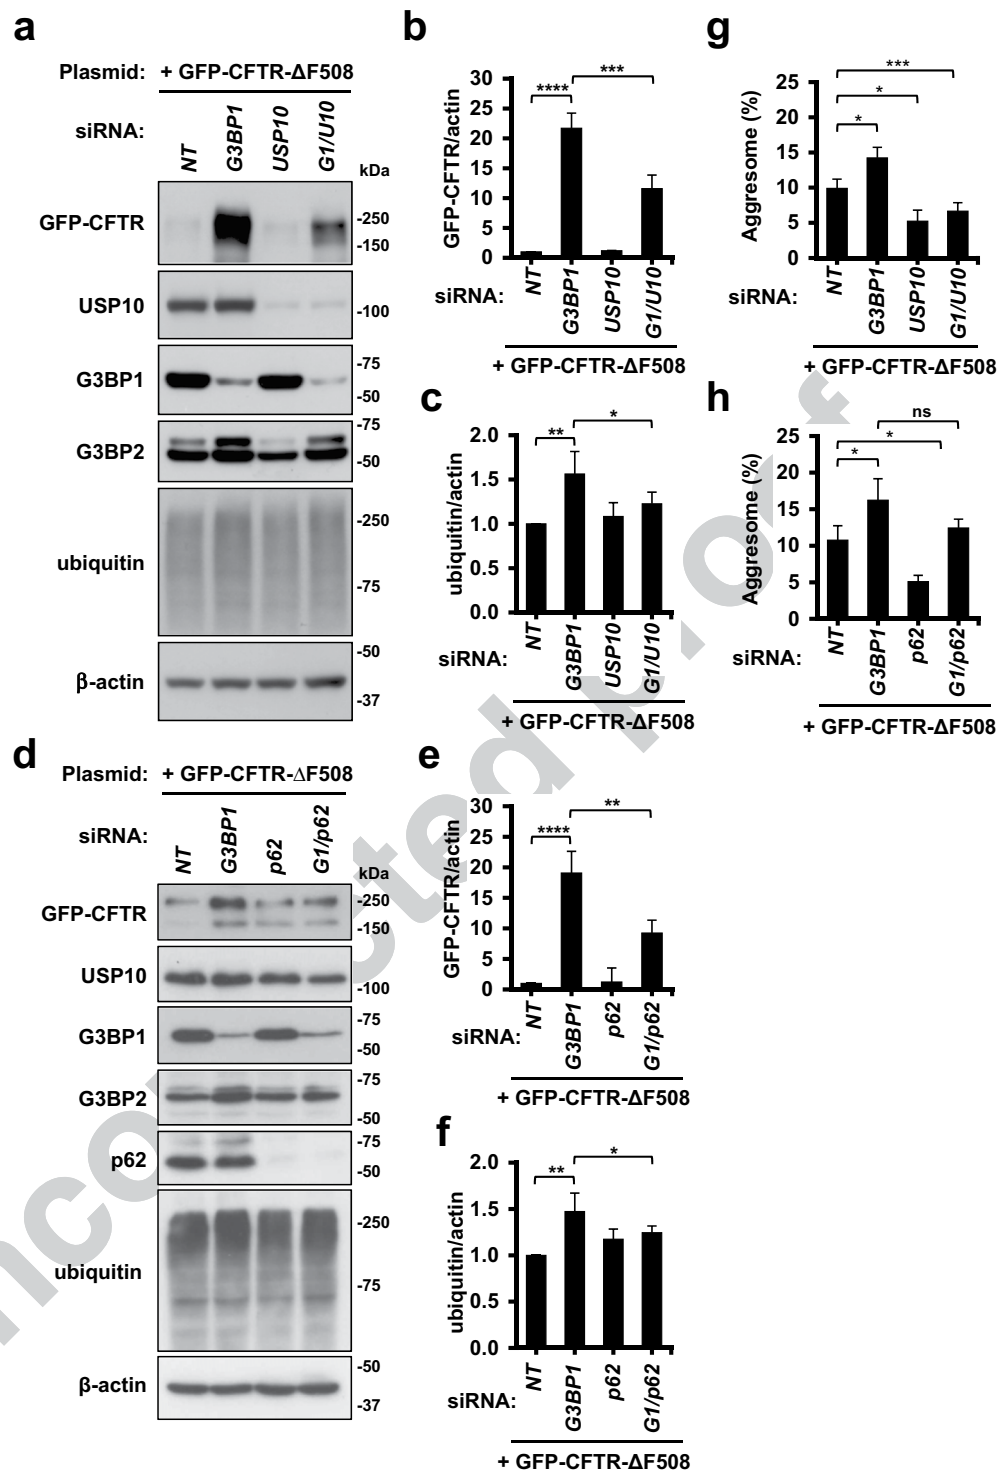 a
Plasmid: + GFP-CFTR-ΔF508
siRNA: NT G3BP1 USP10 G1/U10
kDa
GFP-CFTR -250 -150
USP10 -100
G3BP1 -75 -50
G3BP2 -75 -50
ubiquitin -250 -75
β-actin -50 -37
b
GFP-CFTR/actin
30
25
20
15
10
5
0
**** ***
siRNA: NT G3BP1 USP10 G1/U10
+ GFP-CFTR-ΔF508
c
ubiquitin/actin
2.0
1.5
1.0
0.5
0.0
** *
siRNA: NT G3BP1 USP10 G1/U10
+ GFP-CFTR-ΔF508
g
Aggresome (%)
25
20
15
10
5
0
***
*
*
siRNA: NT G3BP1 USP10 G1/U10
+ GFP-CFTR-ΔF508
h
Aggresome (%)
25
20
15
10
5
0
ns
*
*
siRNA: NT G3BP1 p62 G1/p62
+ GFP-CFTR-ΔF508
d
Plasmid: + GFP-CFTR-ΔF508
siRNA: NT G3BP1 p62 G1/p62
kDa
GFP-CFTR -250 -150
USP10 -100
G3BP1 -75 -50
G3BP2 -75 -50
p62 -75 -50
ubiquitin -250 -75
β-actin -50 -37
e
GFP-CFTR/actin
30
25
20
15
10
5
0
**** **
siRNA: NT G3BP1 p62 G1/p62
+ GFP-CFTR-ΔF508
f
ubiquitin/actin
2.0
1.5
1.0
0.5
0.0
** *
siRNA: NT G3BP1 p62 G1/p62
+ GFP-CFTR-ΔF508